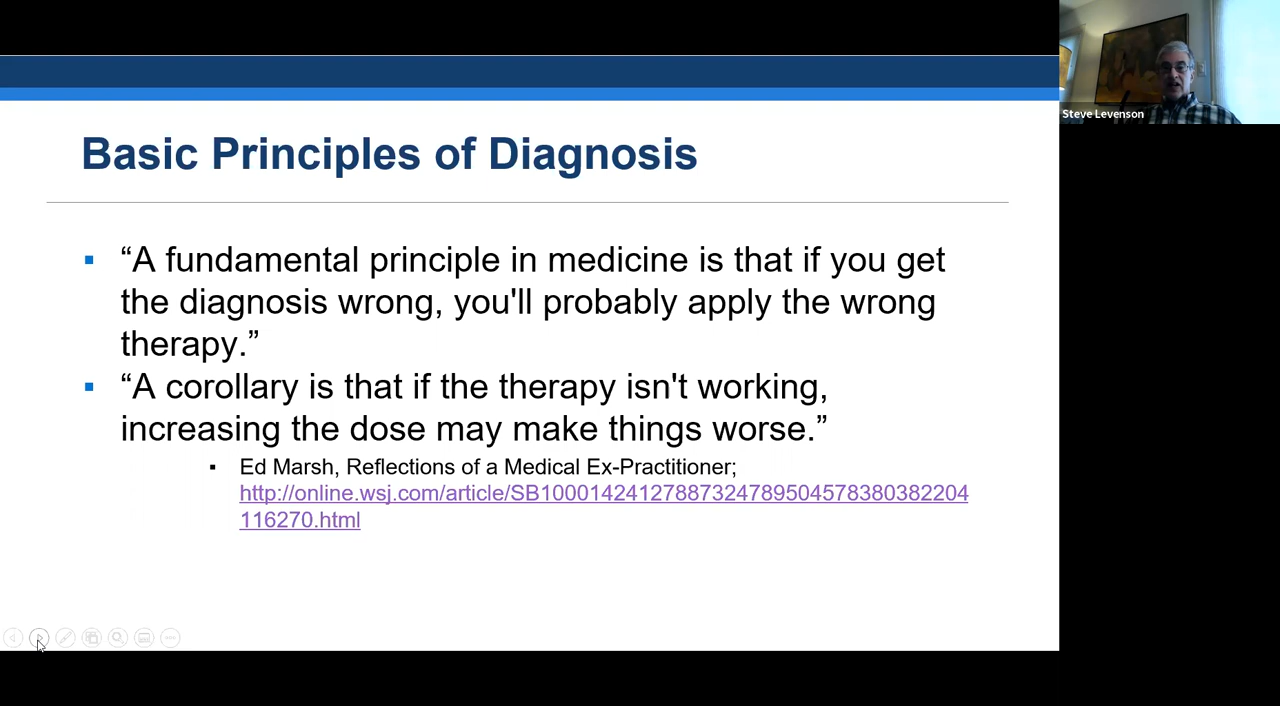 Basic Principles of Diagnosis
“A fundamental principle in medicine is that if you get
the diagnosis wrong, you'll probably apply the wrong
therapy.”
“A corollary is that if the therapy isn't working,
increasing the dose may make things worse.”
Ed Marsh, Reflections of a Medical Ex-Practitioner;
http://online.wsj.com/article/SB10001424127887324789504578380382204
116270.html
Steve Levenson